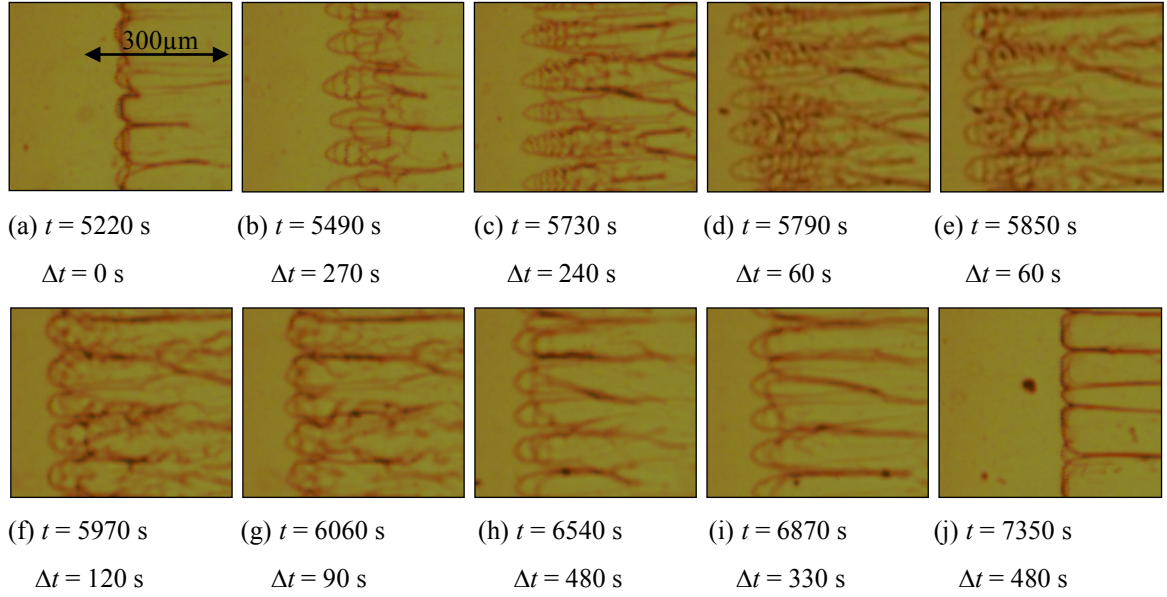 300µm
(a) t = 5220 s (b) t = 5490 s (c) t = 5730 s (d) t = 5790 s (e) t = 5850 s
Δt = 0 s Δt = 270 s Δt = 240 s Δt = 60 s Δt = 60 s
(f) t = 5970 s (g) t = 6060 s (h) t = 6540 s (i) t = 6870 s (j) t = 7350 s
Δt = 120 s Δt = 90 s Δt = 480 s Δt = 330 s Δt = 480 s